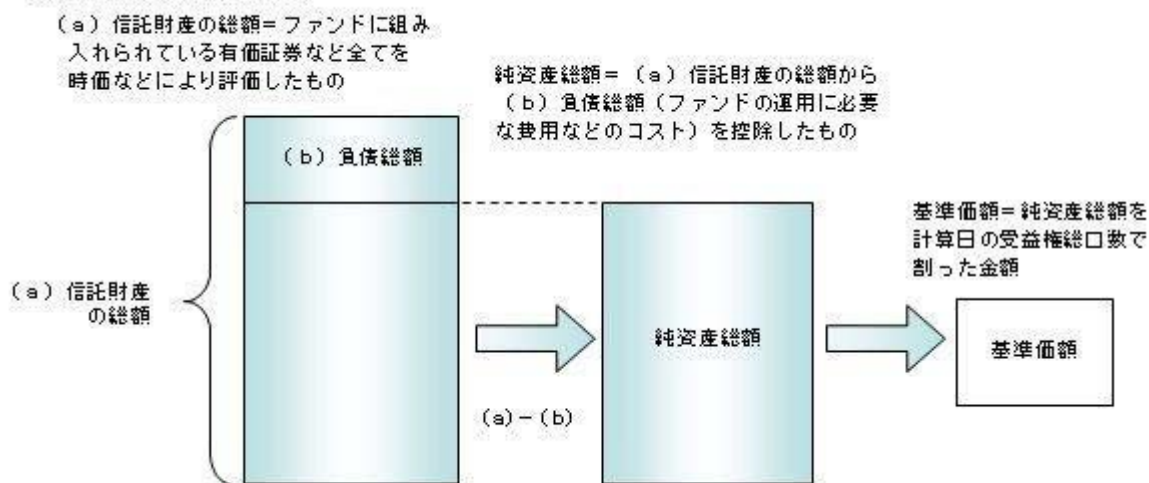 (a)信託財産の総額=ファンドに組み
入れられている有価証券など全てを
時価などにより評価したもの
純資産総額=(a)信託財産の総額から
(b)負債総額(ファンドの運用に必要
な費用などのコスト)を控除したもの
(b)負債総額
基準価額=純資産総額を
計算日の受益権総口数で
割った金額
(a)信託財産
の総額
純資産総額
基準価額
(a)-(b)